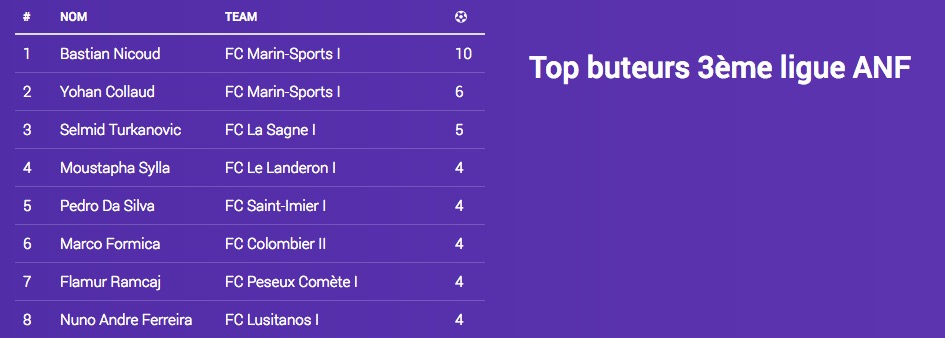 # NOM TEAM
1 Bastian Nicoud FC Marin-Sports I 10
2 Yohan Collaud FC Marin-Sports I 6
3 Selmid Turkanovic FC La Sagne I 5
4 Moustapha Sylla FC Le Landeron I 4
5 Pedro Da Silva FC Saint-Imier I 4
6 Marco Formica FC Colombier II 4
7 Flamur Ramcaj FC Peseux Comète I 4
8 Nuno Andre Ferreira FC Lusitanos I 4
Top buteurs 3ème ligue ANF